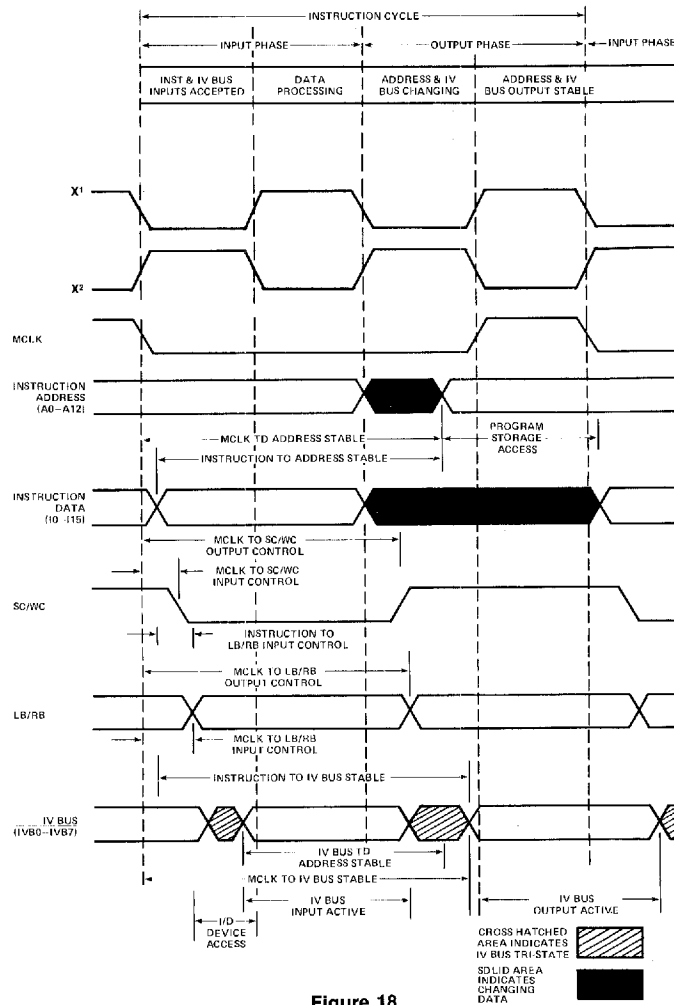 INSTRUCTION CYCLE
INPUT PHASE
OUTPUT PHASE
INPUT PHASE
INST & IV BUS
INPUTS ACCEPTED
DATA
PROCESSING
ADDRESS & IV
BUS CHANGING
ADDRESS & IV
BUS OUTPUT STABLE
X1
X2
MCLK
INSTRUCTION
ADDRESS
(A0–A12)
MCLK TO ADDRESS STABLE
PROGRAM
STORAGE
ACCESS
INSTRUCTION TO ADDRESS STABLE
INSTRUCTION
DATA
(I0–I15)
MCLK TO SC/WC
OUTPUT CONTROL
MCLK TO SC/WC
INPUT CONTROL
SC/WC
INSTRUCTION TO
LB/RB INPUT CONTROL
MCLK TO LB/RB
OUTPUT CONTROL
LB/RB
MCLK TO LB/RB
INPUT CONTROL
INSTRUCTION TO IV BUS STABLE
IV BUS
(IVB0–IVB7)
IV BUS TO
ADDRESS STABLE
MCLK TO IV BUS STABLE
IV BUS
INPUT ACTIVE
IV BUS
OUTPUT ACTIVE
I/O
DEVICE
ACCESS
CROSS HATCHED
AREA INDICATES
IV BUS TRI-STATE
SOLID AREA
INDICATES
CHANGING
DATA
Figure 18